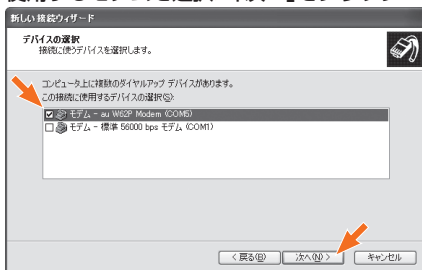 新しい接続ウィザード
デバイスの選択
接続に使うデバイスを選択します。
コンピュータ上に複数のダイヤルアップ デバイスがあります。
この接続に使用するデバイスの選択(S):
モデム - au W62P Modem (COM5)
モデム - 標準 56000 bps モデム (COM1)
< 戻る(B)
次へ(N) >
キャンセル